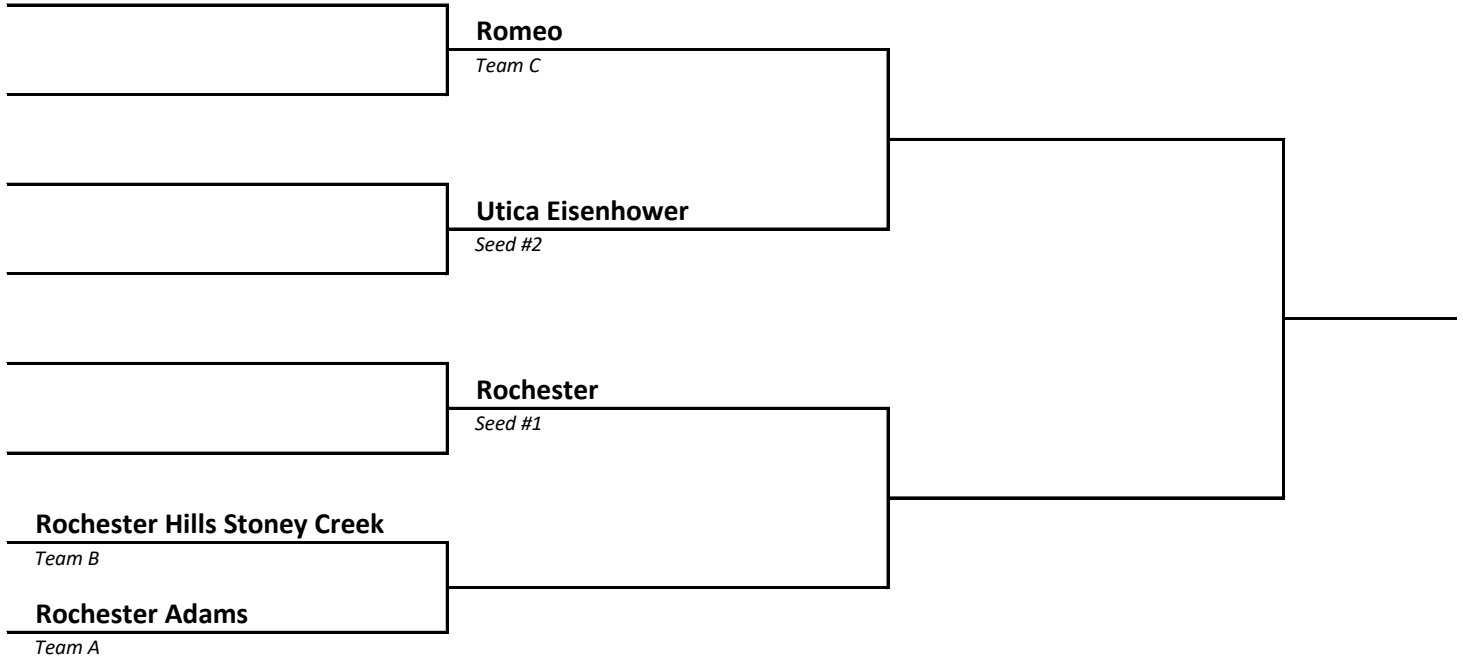 Romeo
Team C
Utica Eisenhower
Seed #2
Rochester
Seed #1
Rochester Hills Stoney Creek
Team B
Rochester Adams
Team A